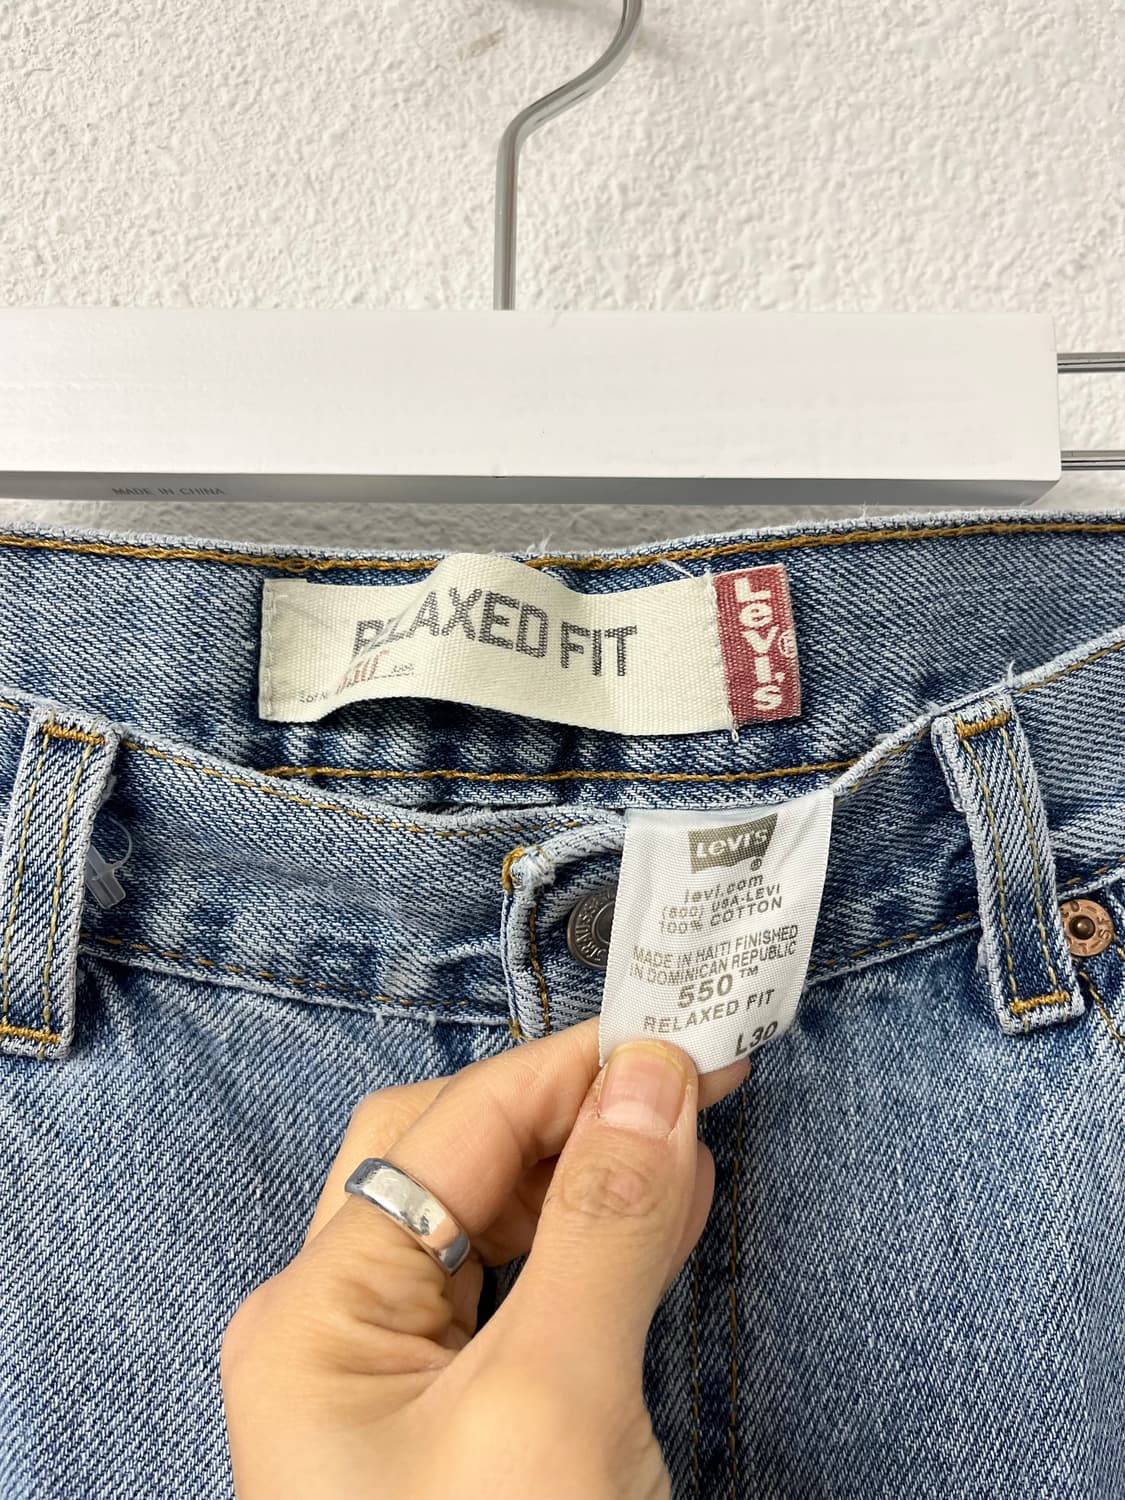 MADE IN CHINA
RELAXED FIT
550
Levi's
Levi's
®
levi.com
(800) USA-LEVI
100% COTTON
MADE IN HAITI FINISHED
IN DOMINICAN REPUBLIC
550™
RELAXED FIT
L30